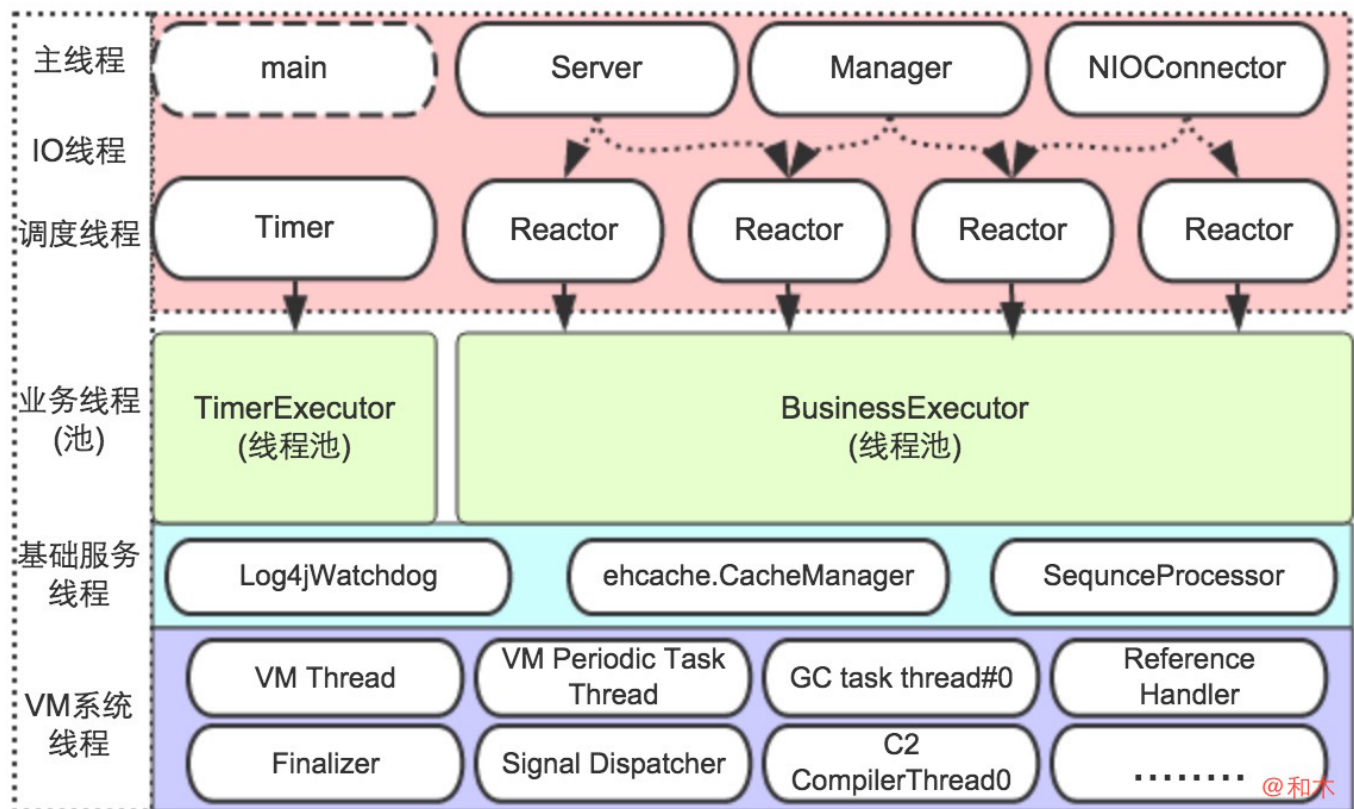 主线程
main
Server
Manager
NIOConnector
IO线程
调度线程
Timer
Reactor
Reactor
Reactor
Reactor
业务线程
(池)
TimerExecutor
(线程池)
BusinessExecutor
(线程池)
基础服务
线程
Log4jWatchdog
ehcache.CacheManager
SequnceProcessor
VM系统
线程
VM Thread
VM Periodic Task
Thread
GC task thread#0
Reference
Handler
Finalizer
Signal Dispatcher
C2
CompilerThread0
........
@和木